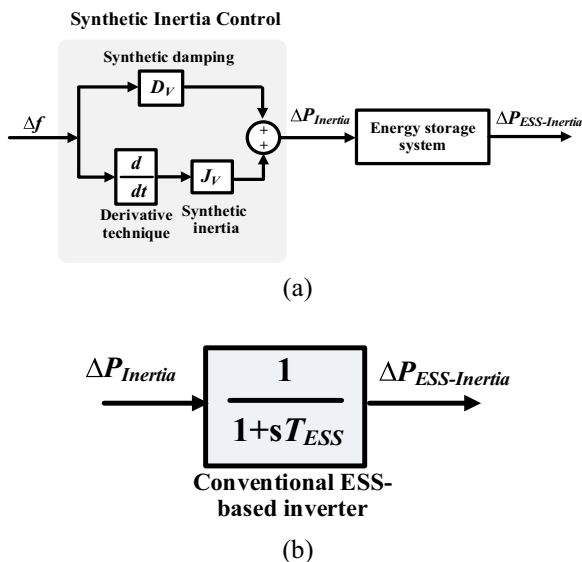 Synthetic Inertia Control
Synthetic damping
D_V
Δf
+
+
ΔP_Inertia
Energy storage
system
ΔP_ESS-Inertia
d
dt
J_V
Derivative
technique
Synthetic
inertia
(a)
ΔP_Inertia
1
1+sT_ESS
ΔP_ESS-Inertia
Conventional ESS-
based inverter
(b)